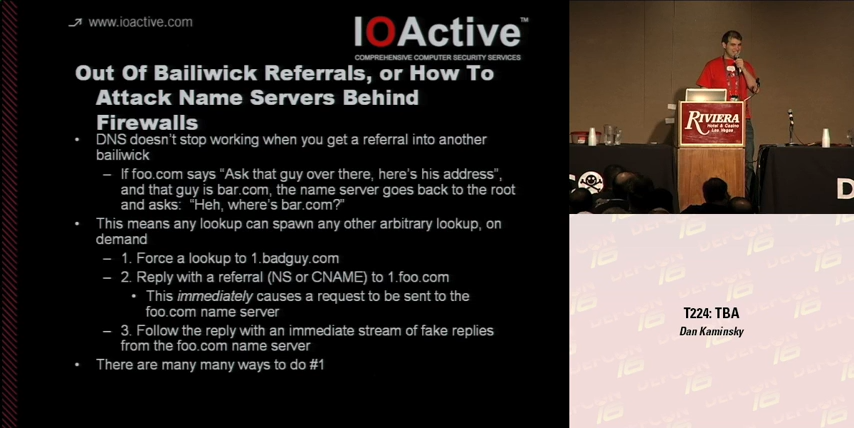 www.ioactive.com
IOActive™
COMPREHENSIVE COMPUTER SECURITY SERVICES
Out Of Bailiwick Referrals, or How To
Attack Name Servers Behind
Firewalls
• DNS doesn't stop working when you get a referral into another
bailiwick
– If foo.com says "Ask that guy over there, here's his address",
and that guy is bar.com, the name server goes back to the root
and asks: "Heh, where's bar.com?"
• This means any lookup can spawn any other arbitrary lookup, on
demand
– 1. Force a lookup to 1.badguy.com
– 2. Reply with a referral (NS or CNAME) to 1.foo.com
• This immediately causes a request to be sent to the
foo.com name server
– 3. Follow the reply with an immediate stream of fake replies
from the foo.com name server
• There are many many ways to do #1
RIVIERA
Hotel & Casino
Las Vegas
D
T224: TBA
Dan Kaminsky
DEFCON 16